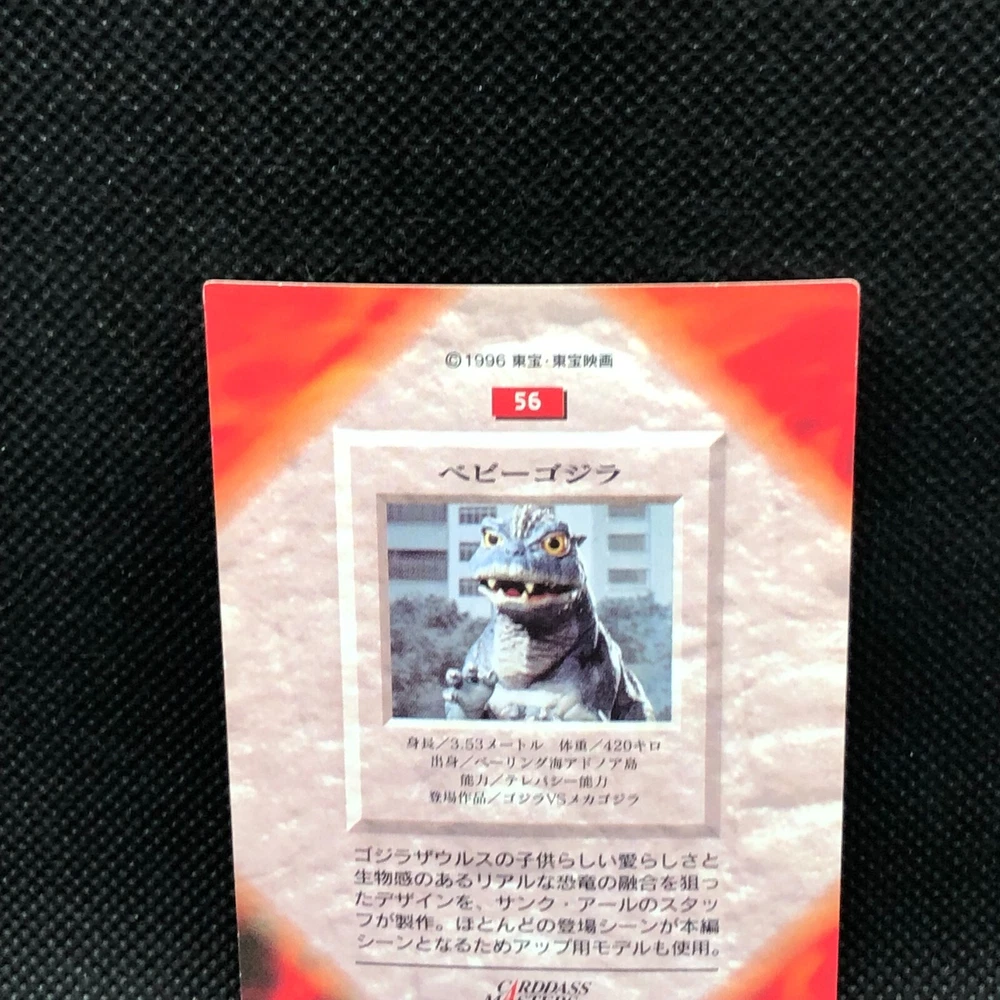 ©1996 東宝・東宝映画
56
ベビーゴジラ
身長／3.53メートル 体重／420キロ
出身／ベーリング海アドノア島
能力／テレパシー能力
登場作品／ゴジラVSメカゴジラ
ゴジラザウルスの子供らしい愛らしさと
生物感のあるリアルな恐竜の融合を狙っ
たデザインを、サンク・アールのスタッ
フが製作。ほとんどの登場シーンが本編
シーンとなるためアップ用モデルも使用。
CARDDASS
MASTERS